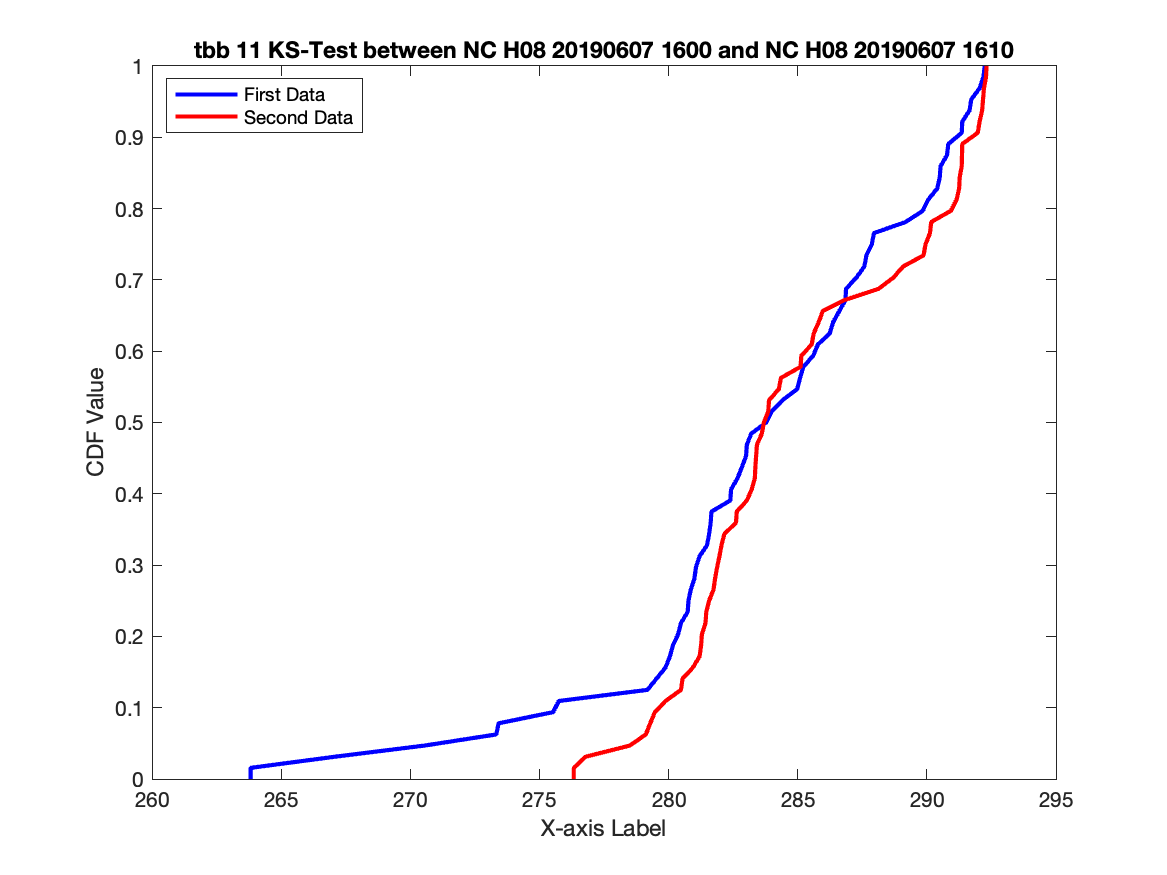 tbb 11 KS-Test between NC H08 20190607 1600 and NC H08 20190607 1610
First Data
Second Data
CDF Value
1
0.9
0.8
0.7
0.6
0.5
0.4
0.3
0.2
0.1
0
260 265 270 275 280 285 290 295
X-axis Label